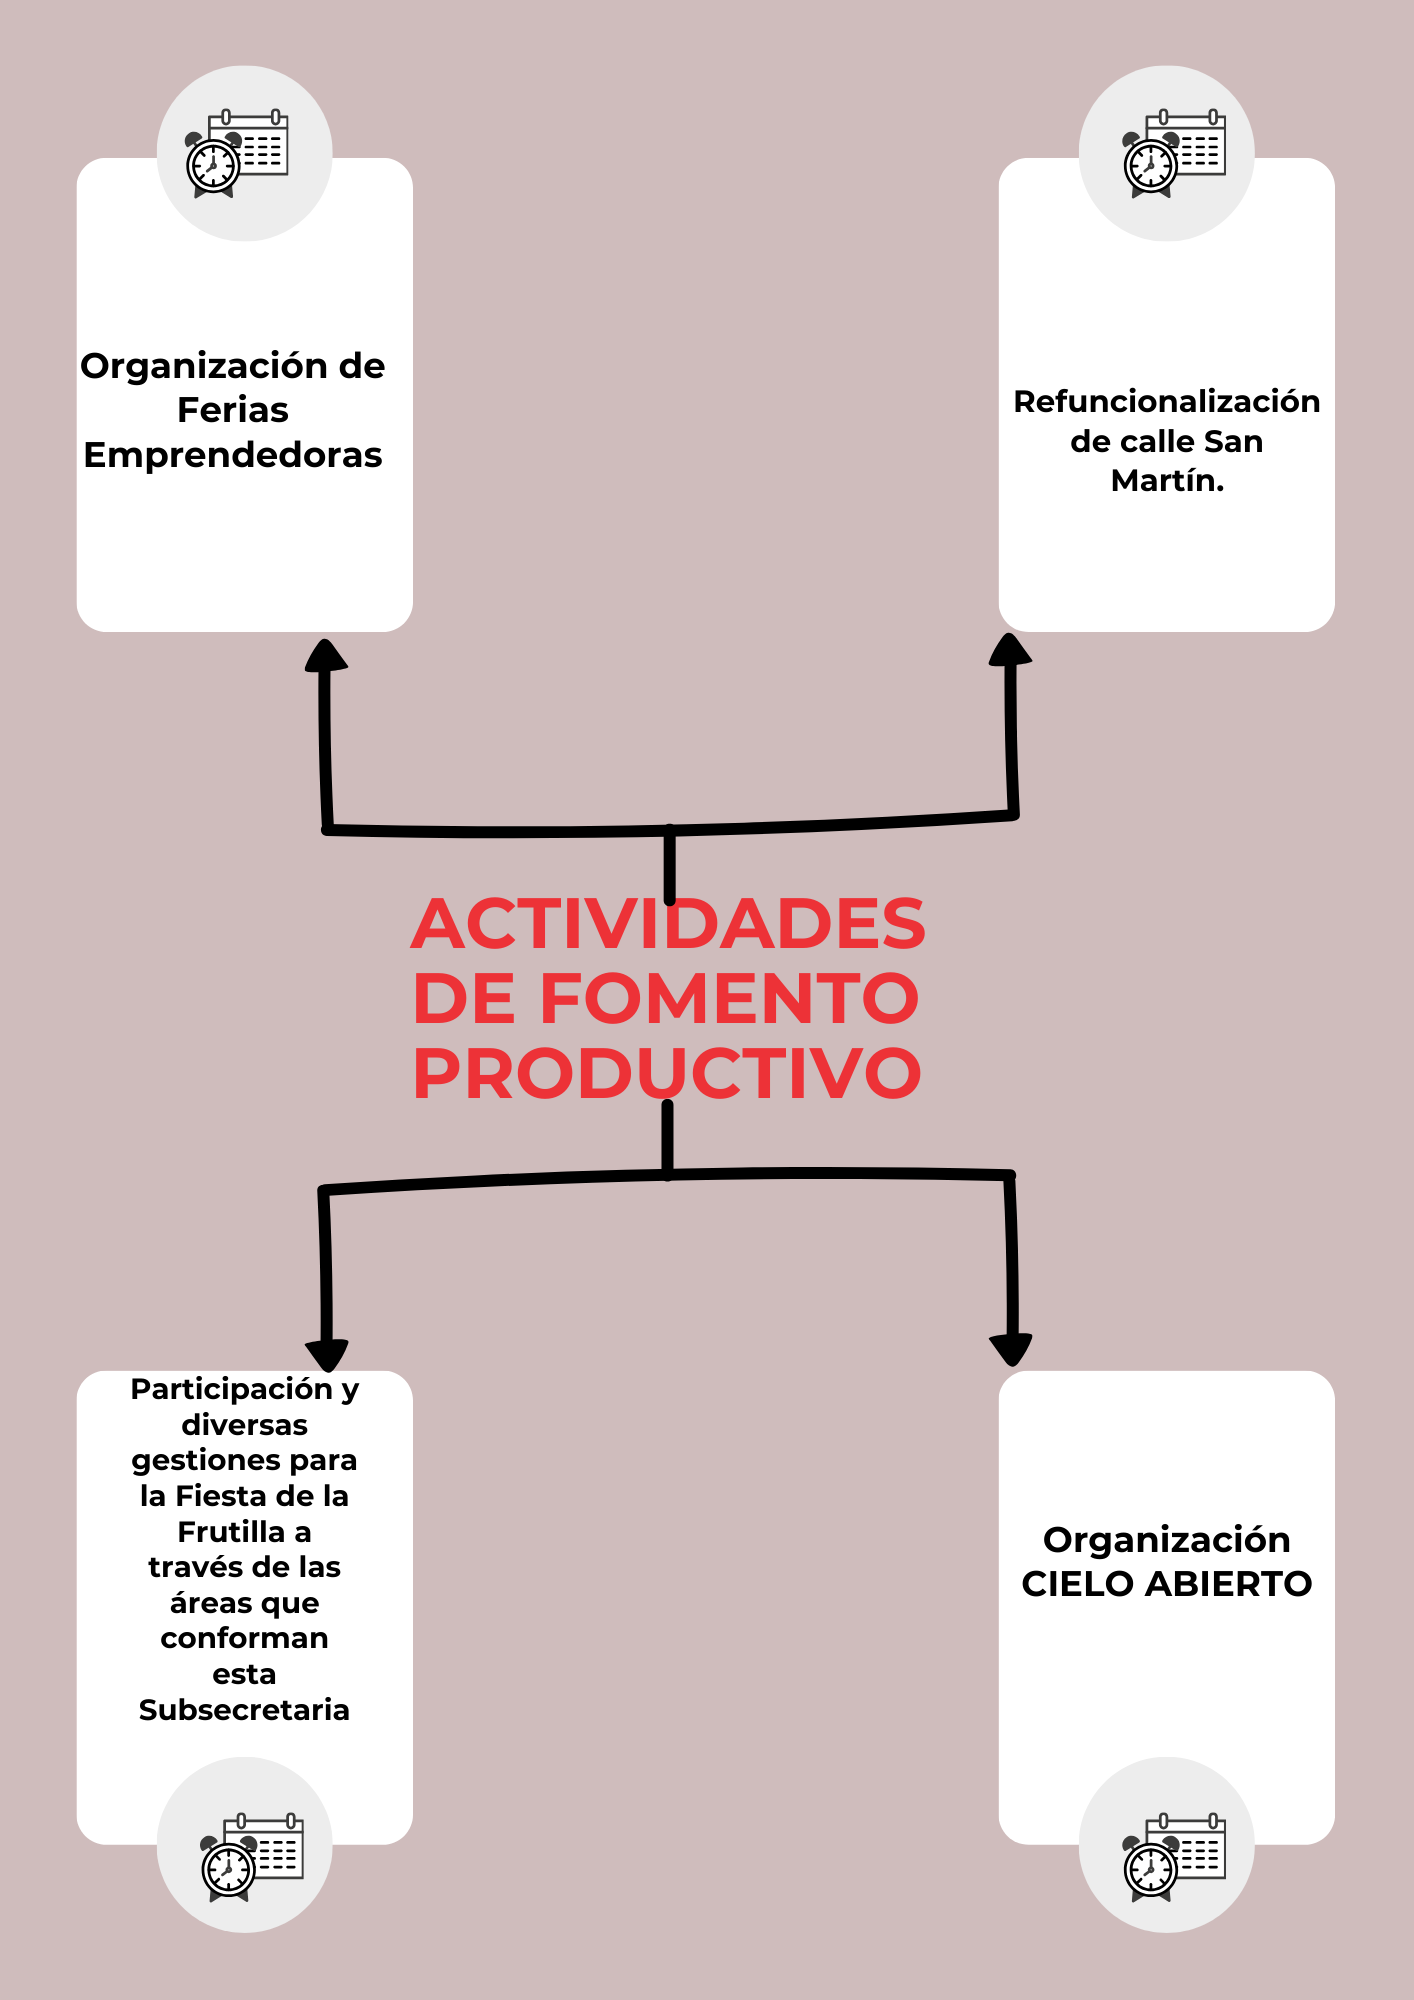 Organización de
Ferias
Emprendedoras
Refuncionalización
de calle San
Martín.
ACTIVIDADES
DE FOMENTO
PRODUCTIVO
Participación y
diversas
gestiones para
la Fiesta de la
Frutilla a
través de las
áreas que
conforman
esta
Subsecretaria
Organización
CIELO ABIERTO